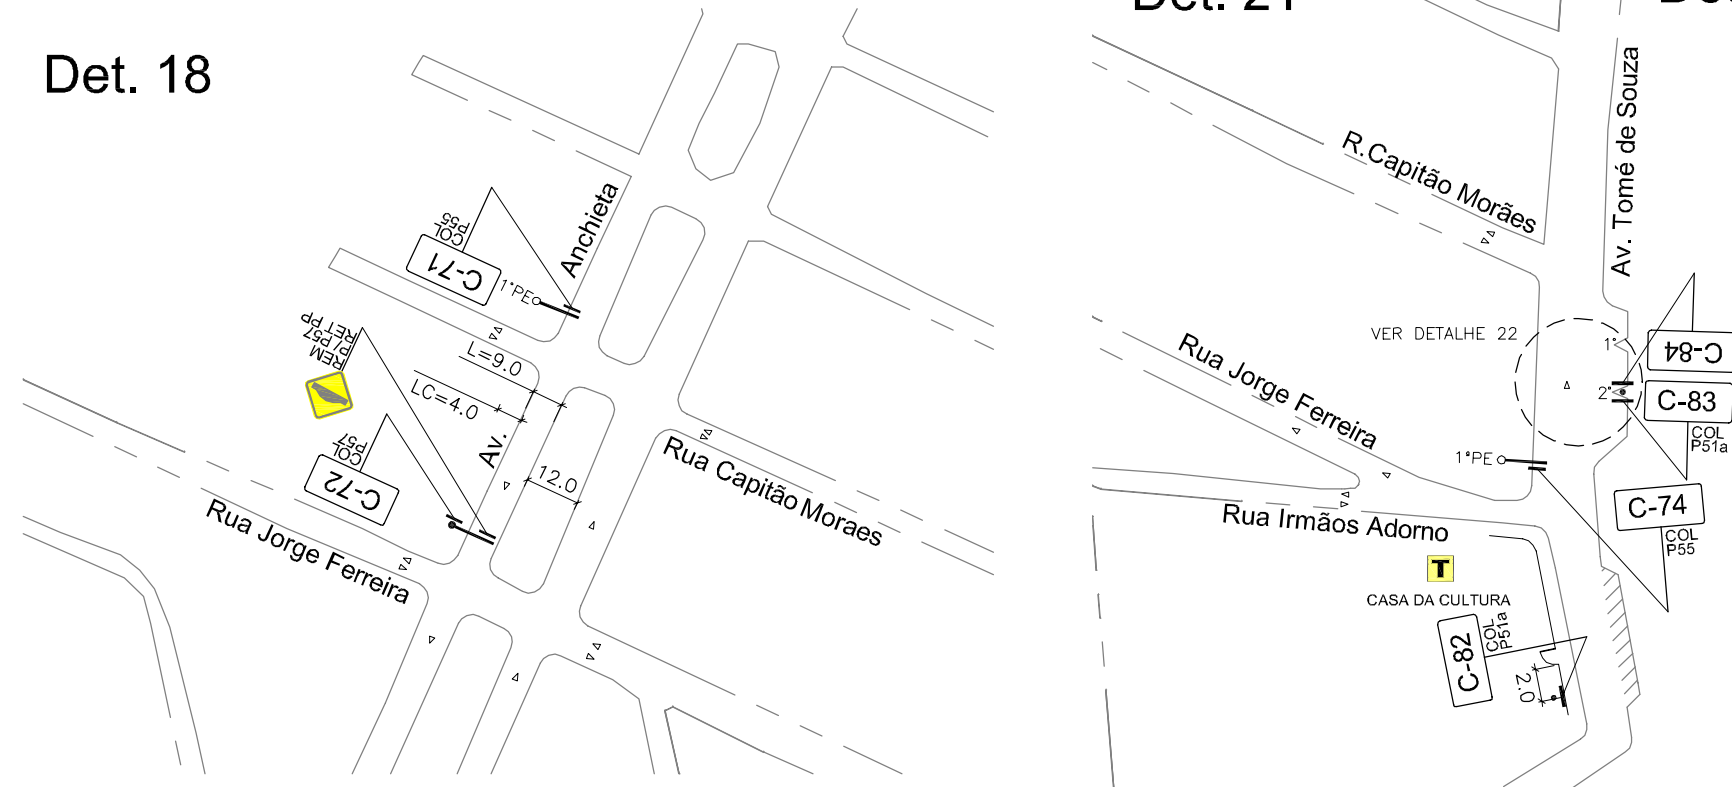 Det. 18
Anchieta
COL
P55
C-71
1°PE
REM
P/P57
RET PP
L=9.0
LC=4.0
Av.
12.0
COL
P57
C-72
Rua Jorge Ferreira
Rua Capitão Moraes
Det. 21
R.Capitão Morães
Av. Tomé de Souza
Rua Jorge Ferreira
VER DETALHE 22
1°
2°
C-84
C-83
COL
P51a
1°PE
C-74
COL
P55
Rua Irmãos Adorno
T
CASA DA CULTURA
C-82
COL
P51a
2.0